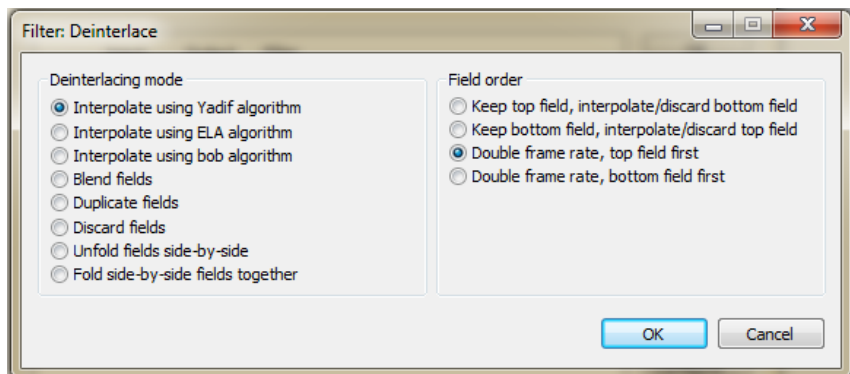 Filter: Deinterlace
Deinterlacing mode
Interpolate using Yadif algorithm
Interpolate using ELA algorithm
Interpolate using bob algorithm
Blend fields
Duplicate fields
Discard fields
Unfold fields side-by-side
Fold side-by-side fields together
Field order
Keep top field, interpolate/discard bottom field
Keep bottom field, interpolate/discard top field
Double frame rate, top field first
Double frame rate, bottom field first
OK
Cancel